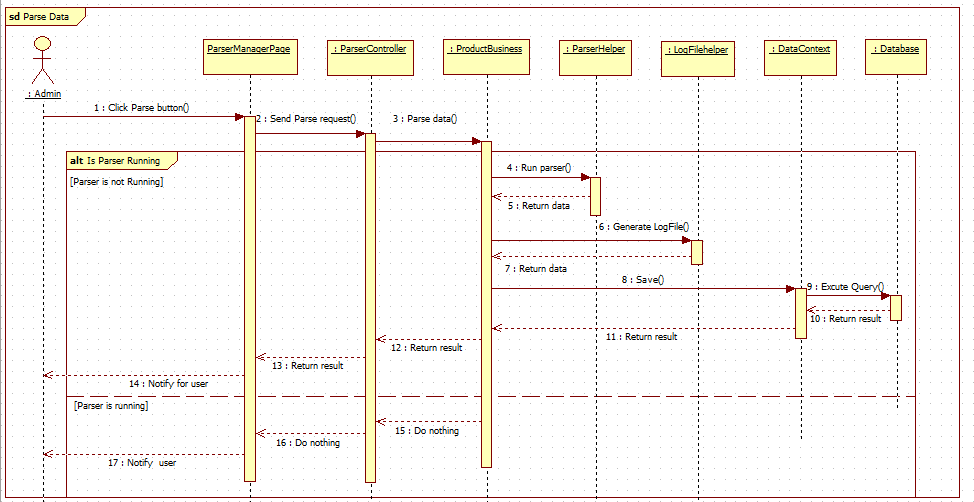 sd Parse Data
ParserManagerPage
: ParserController
: ProductBusiness
: ParserHelper
: LogFilehelper
: DataContext
: Database
: Admin
1 : Click Parse button()
2 : Send Parse request()
3 : Parse data()
alt Is Parser Running
[Parser is not Running]
4 : Run parser()
5 : Return data
6 : Generate LogFile()
7 : Return data
8 : Save()
9 : Excute Query()
10 : Return result
11 : Return result
12 : Return result
13 : Return result
14 : Notify for user
[Parser is running]
15 : Do nothing
16 : Do nothing
17 : Notify user